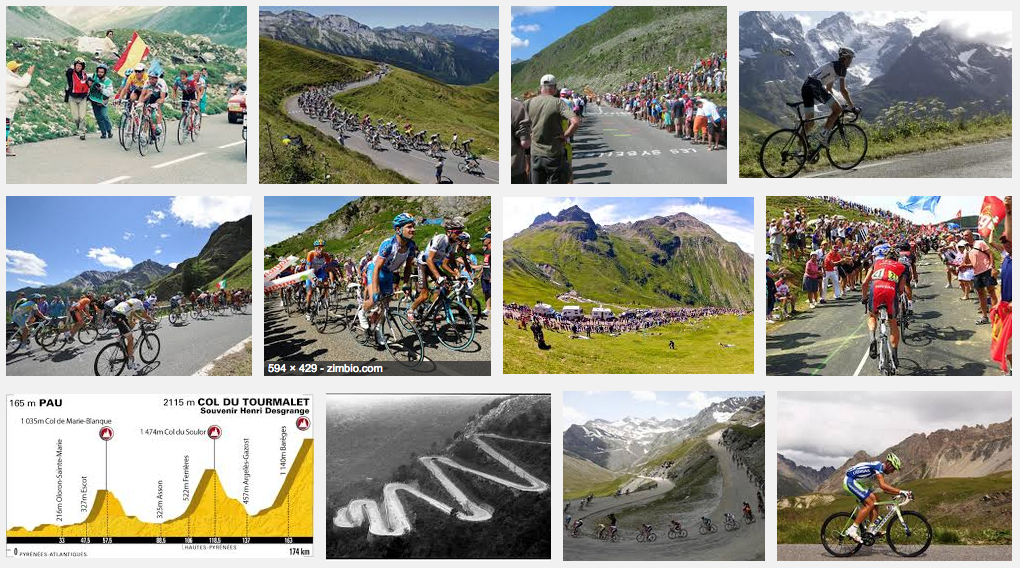 LES SYBELLES
594 × 429 - zimbio.com
165 m PAU
2115 m COL DU TOURMALET
Souvenir Henri Desgrange
1 035m Col de Marie-Blanque
1 474m Col du Soulor
216m Oloron-Sainte-Marie
327m Escot
325m Asson
522m Ferrières
457m Argelès-Gazost
1 140m Barèges
33 47,5 57,5 88,5 106 118,5 137 163
0 174 km
PYRÉNÉES-ATLANTIQUES
HAUTES-PYRÉNÉES